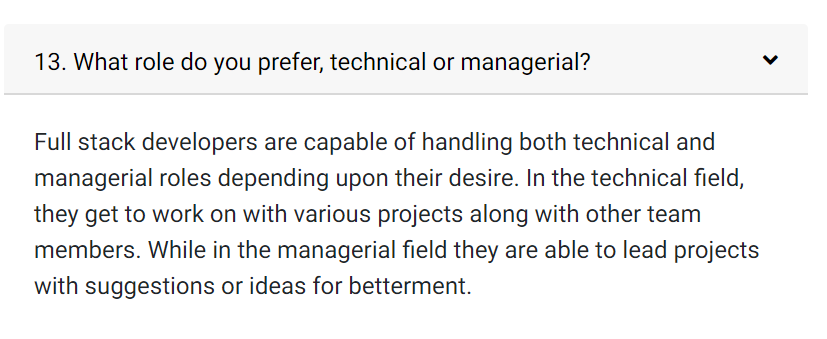 13. What role do you prefer, technical or managerial?
Full stack developers are capable of handling both technical and
managerial roles depending upon their desire. In the technical field,
they get to work on with various projects along with other team
members. While in the managerial field they are able to lead projects
with suggestions or ideas for betterment.